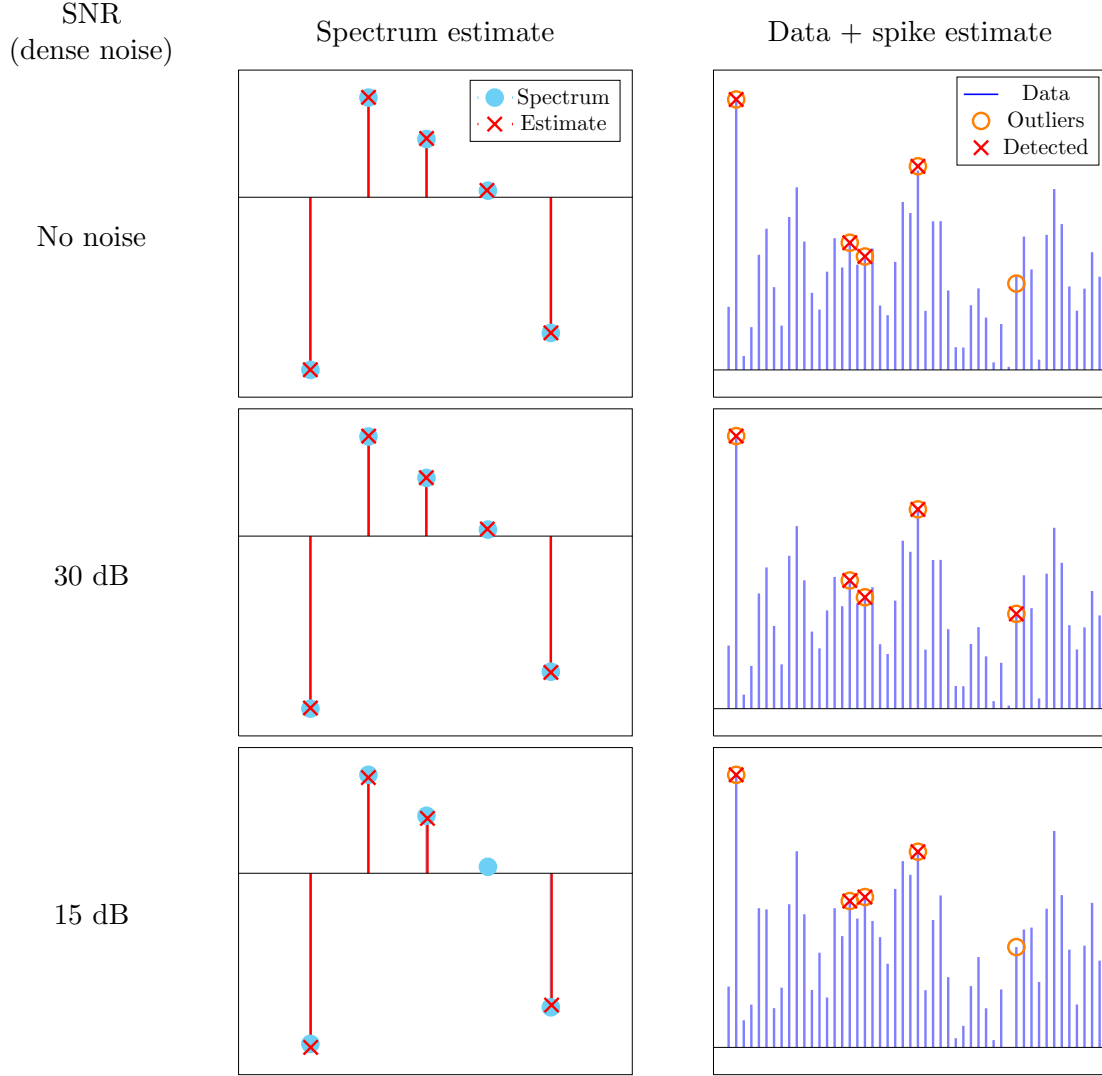 SNR
(dense noise)
Spectrum estimate
Data + spike estimate
Spectrum
Estimate
Data
Outliers
Detected
No noise
30 dB
15 dB